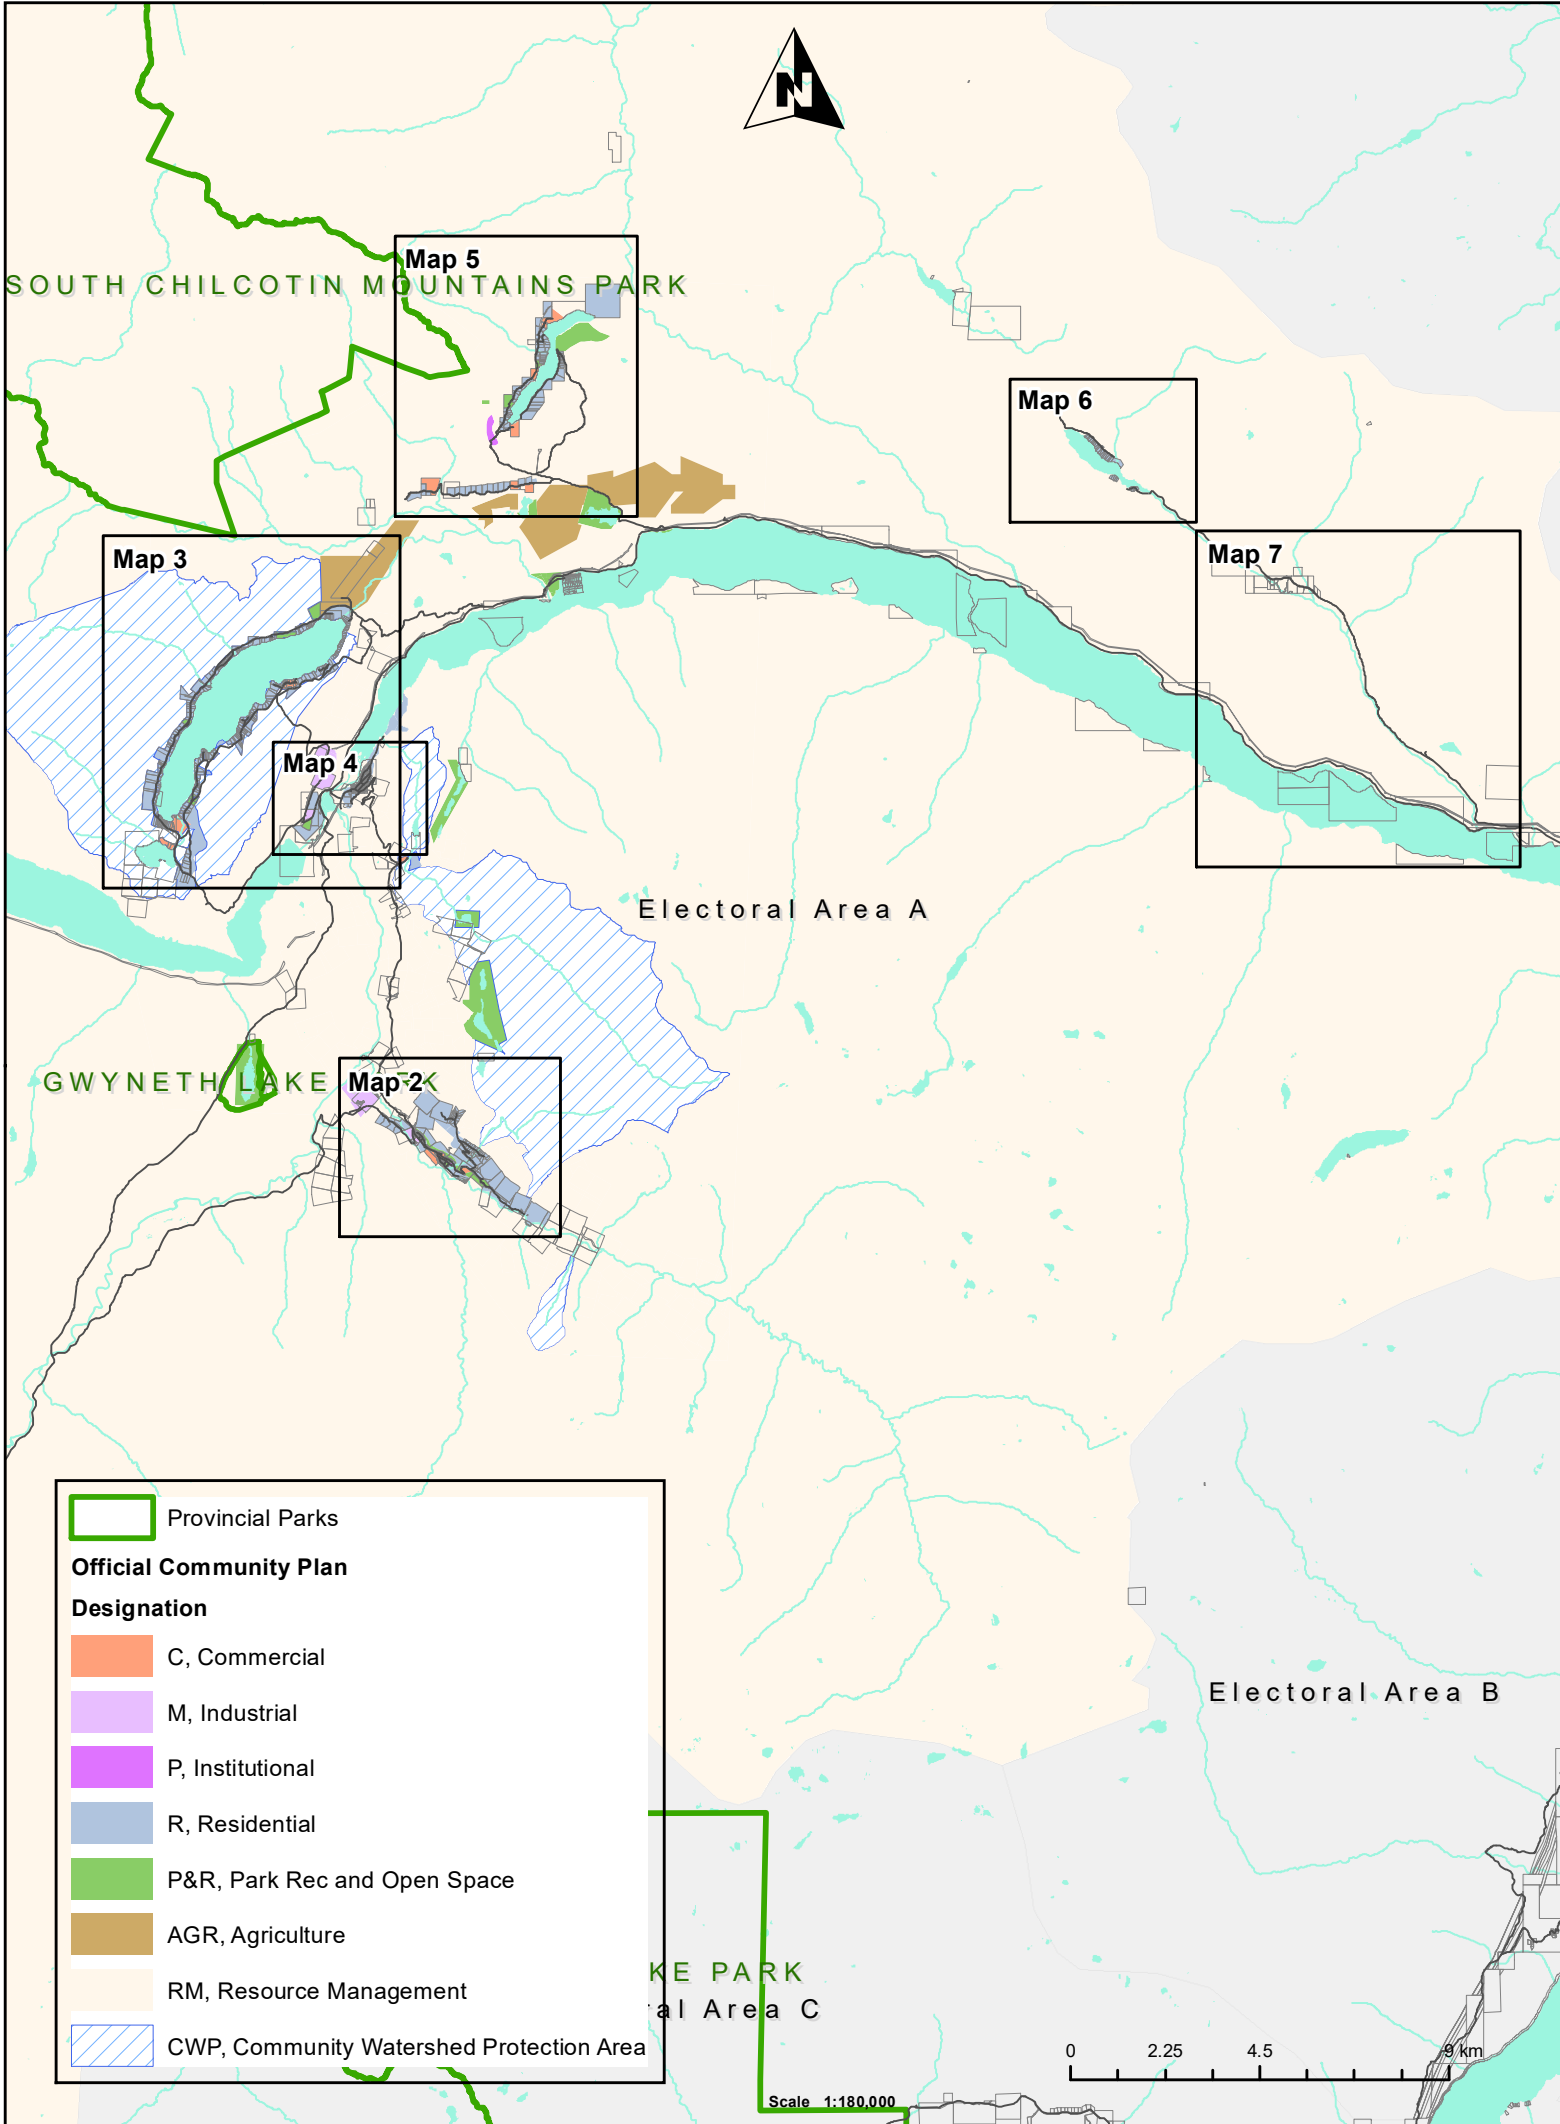 N
Map 5
SOUTH CHILCOTIN MOUNTAINS PARK
Map 6
Map 3
Map 7
Map 4
Electoral Area A
GWYNETH LAKE
K
Map 2
Provincial Parks
Official Community Plan
Designation
C, Commercial
M, Industrial
P, Institutional
R, Residential
P&R, Park Rec and Open Space
AGR, Agriculture
RM, Resource Management
CWP, Community Watershed Protection Area
Electoral Area B
KE PARK
ral Area C
0 2.25 4.5 9 km
Scale 1:180,000